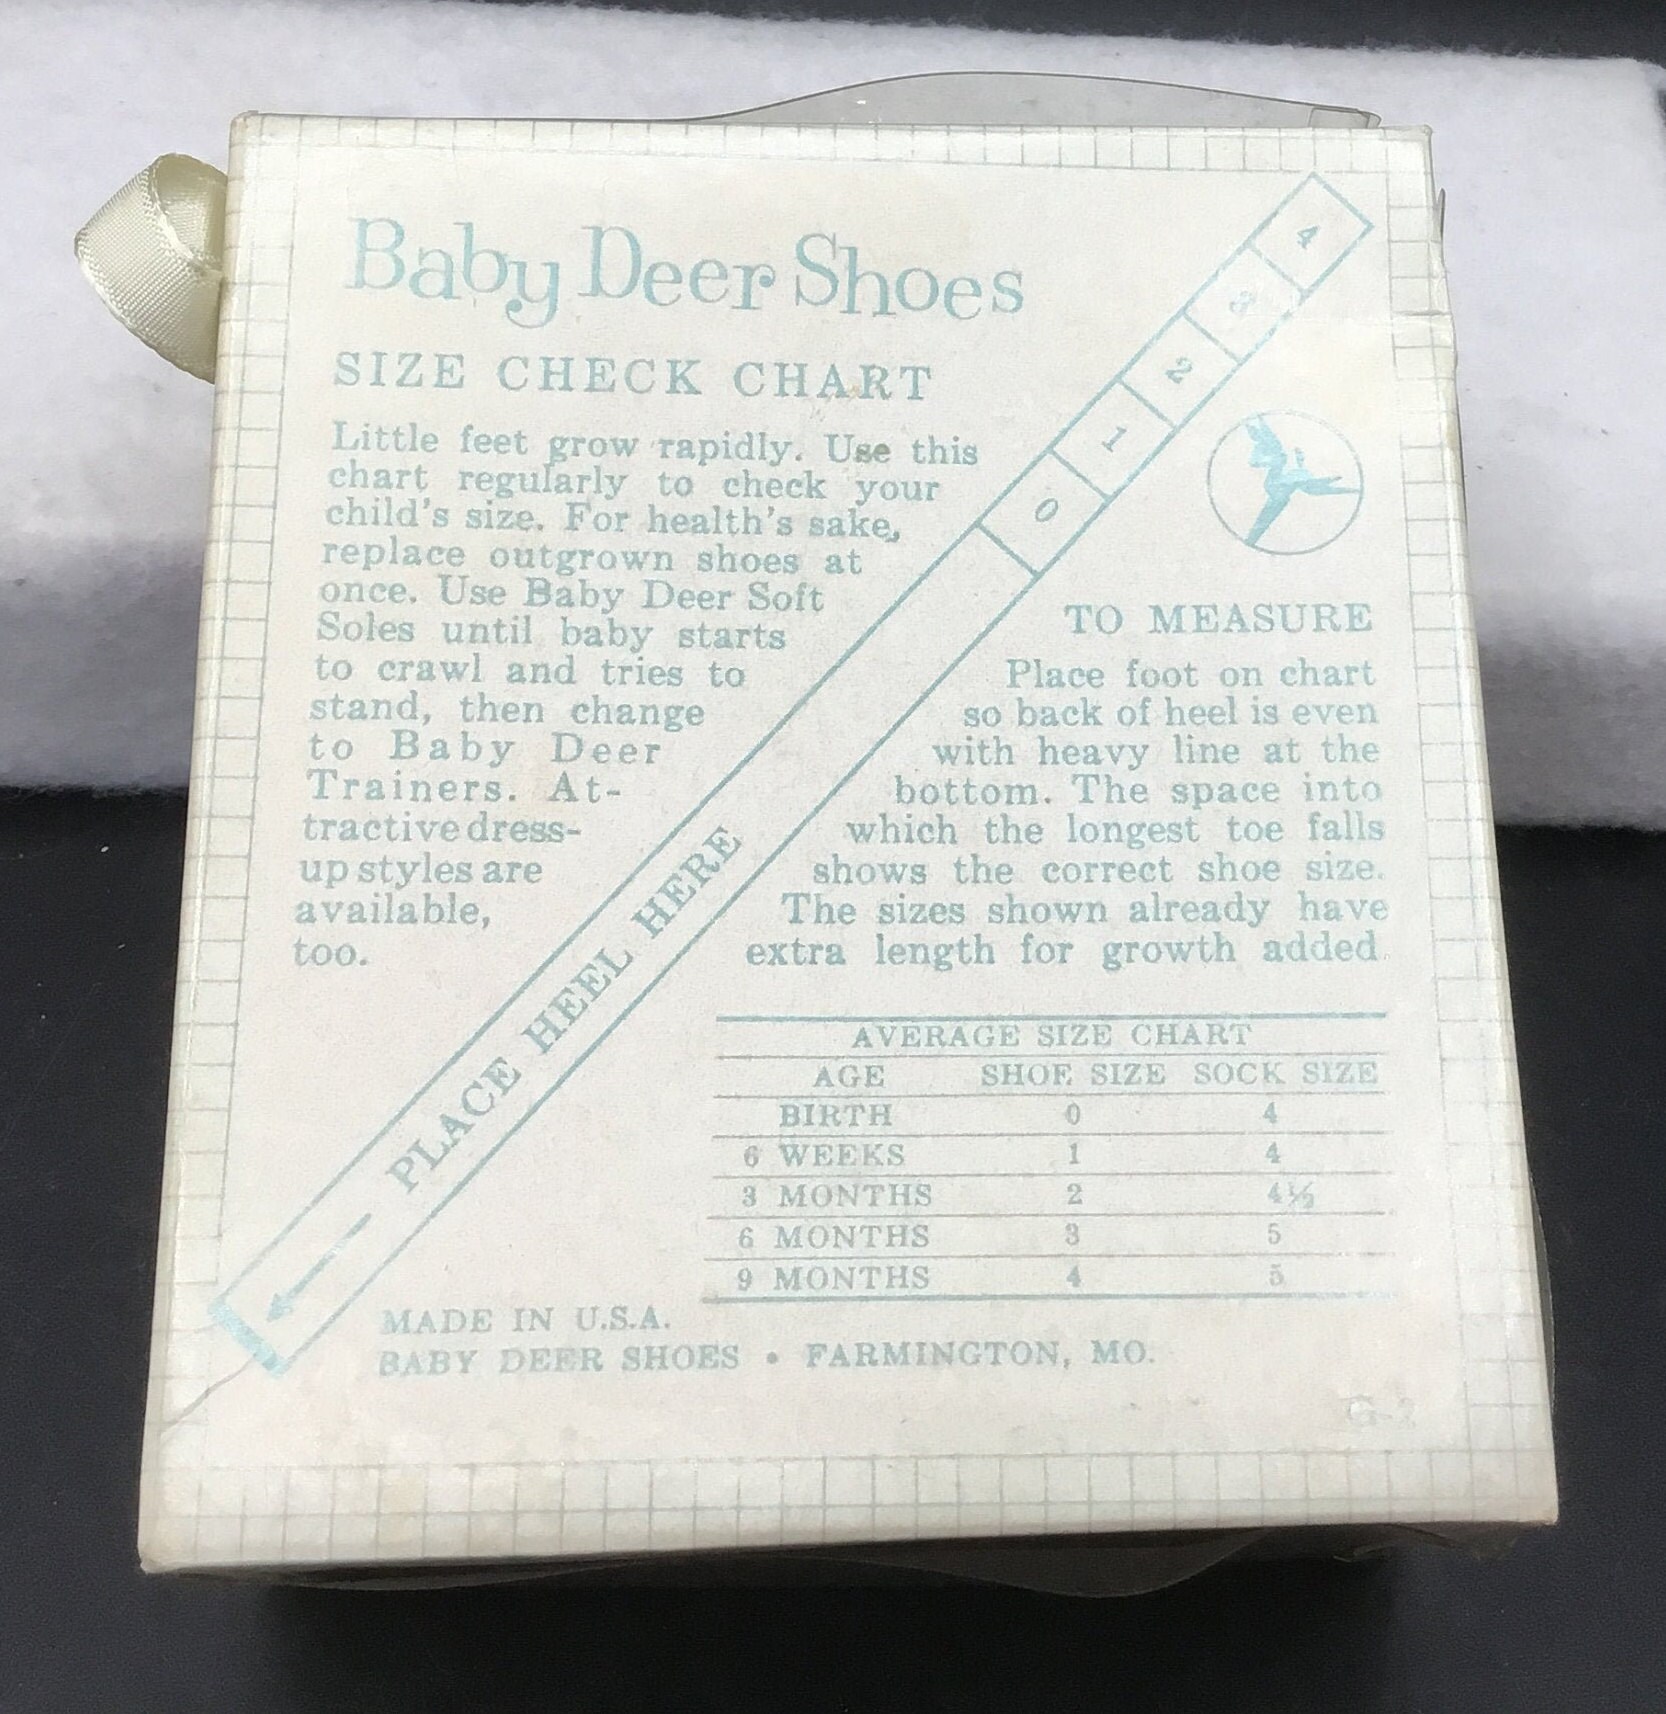 Baby Deer Shoes
SIZE CHECK CHART
Little feet grow rapidly. Use this
chart regularly to check your
child's size. For health's sake,
replace outgrown shoes at
once. Use Baby Deer Soft
Soles until baby starts
to crawl and tries to
stand, then change
to Baby Deer
Trainers. At-
tractive dress-
up styles are
available,
too.
4
3
2
1
0
PLACE HEEL HERE
TO MEASURE
Place foot on chart
so back of heel is even
with heavy line at the
bottom. The space into
which the longest toe falls
shows the correct shoe size.
The sizes shown already have
extra length for growth added.
AVERAGE SIZE CHART
AGE SHOE SIZE SOCK SIZE
BIRTH 0 4
6 WEEKS 1 4
3 MONTHS 2 4½
6 MONTHS 3 5
9 MONTHS 4 5
MADE IN U.S.A.
BABY DEER SHOES • FARMINGTON, MO.
G-2